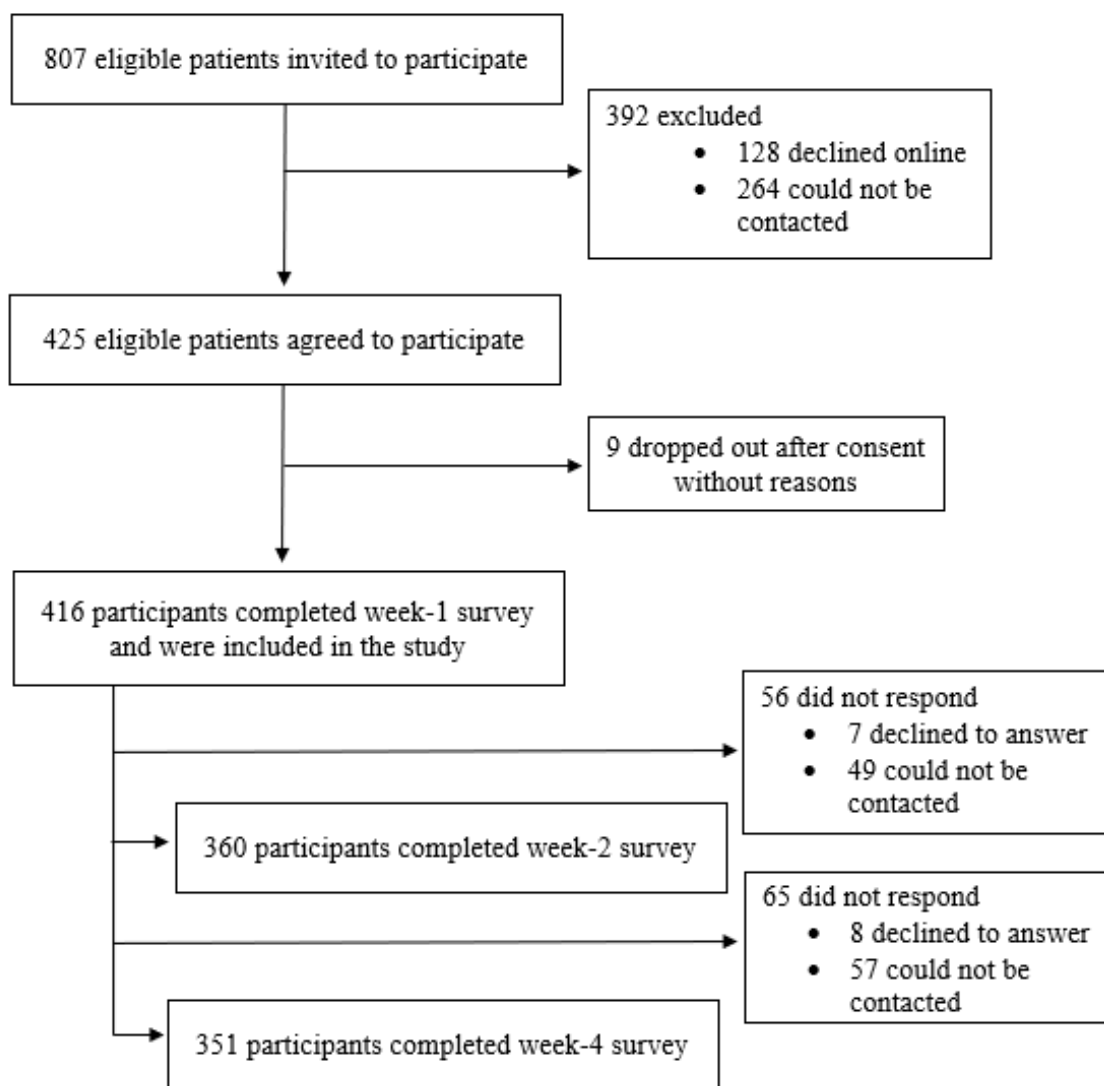 807 eligible patients invited to participate
392 excluded
• 128 declined online
• 264 could not be
contacted
425 eligible patients agreed to participate
9 dropped out after consent
without reasons
416 participants completed week-1 survey
and were included in the study
56 did not respond
• 7 declined to answer
• 49 could not be
contacted
360 participants completed week-2 survey
65 did not respond
• 8 declined to answer
• 57 could not be
contacted
351 participants completed week-4 survey